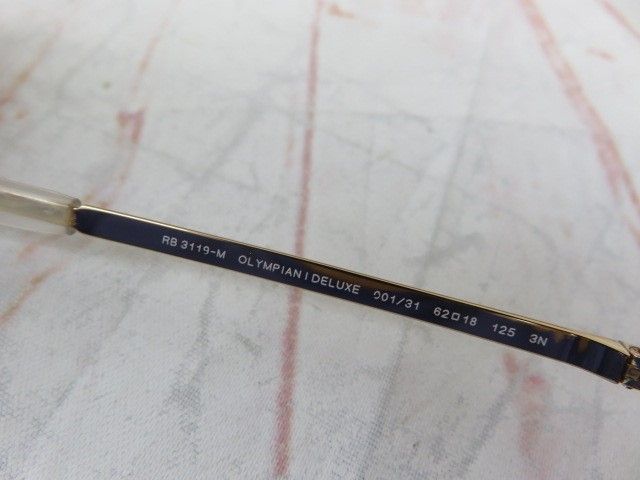 RB 3119-M OLYMPIAN I DELUXE 001/31 62□18 125 3N